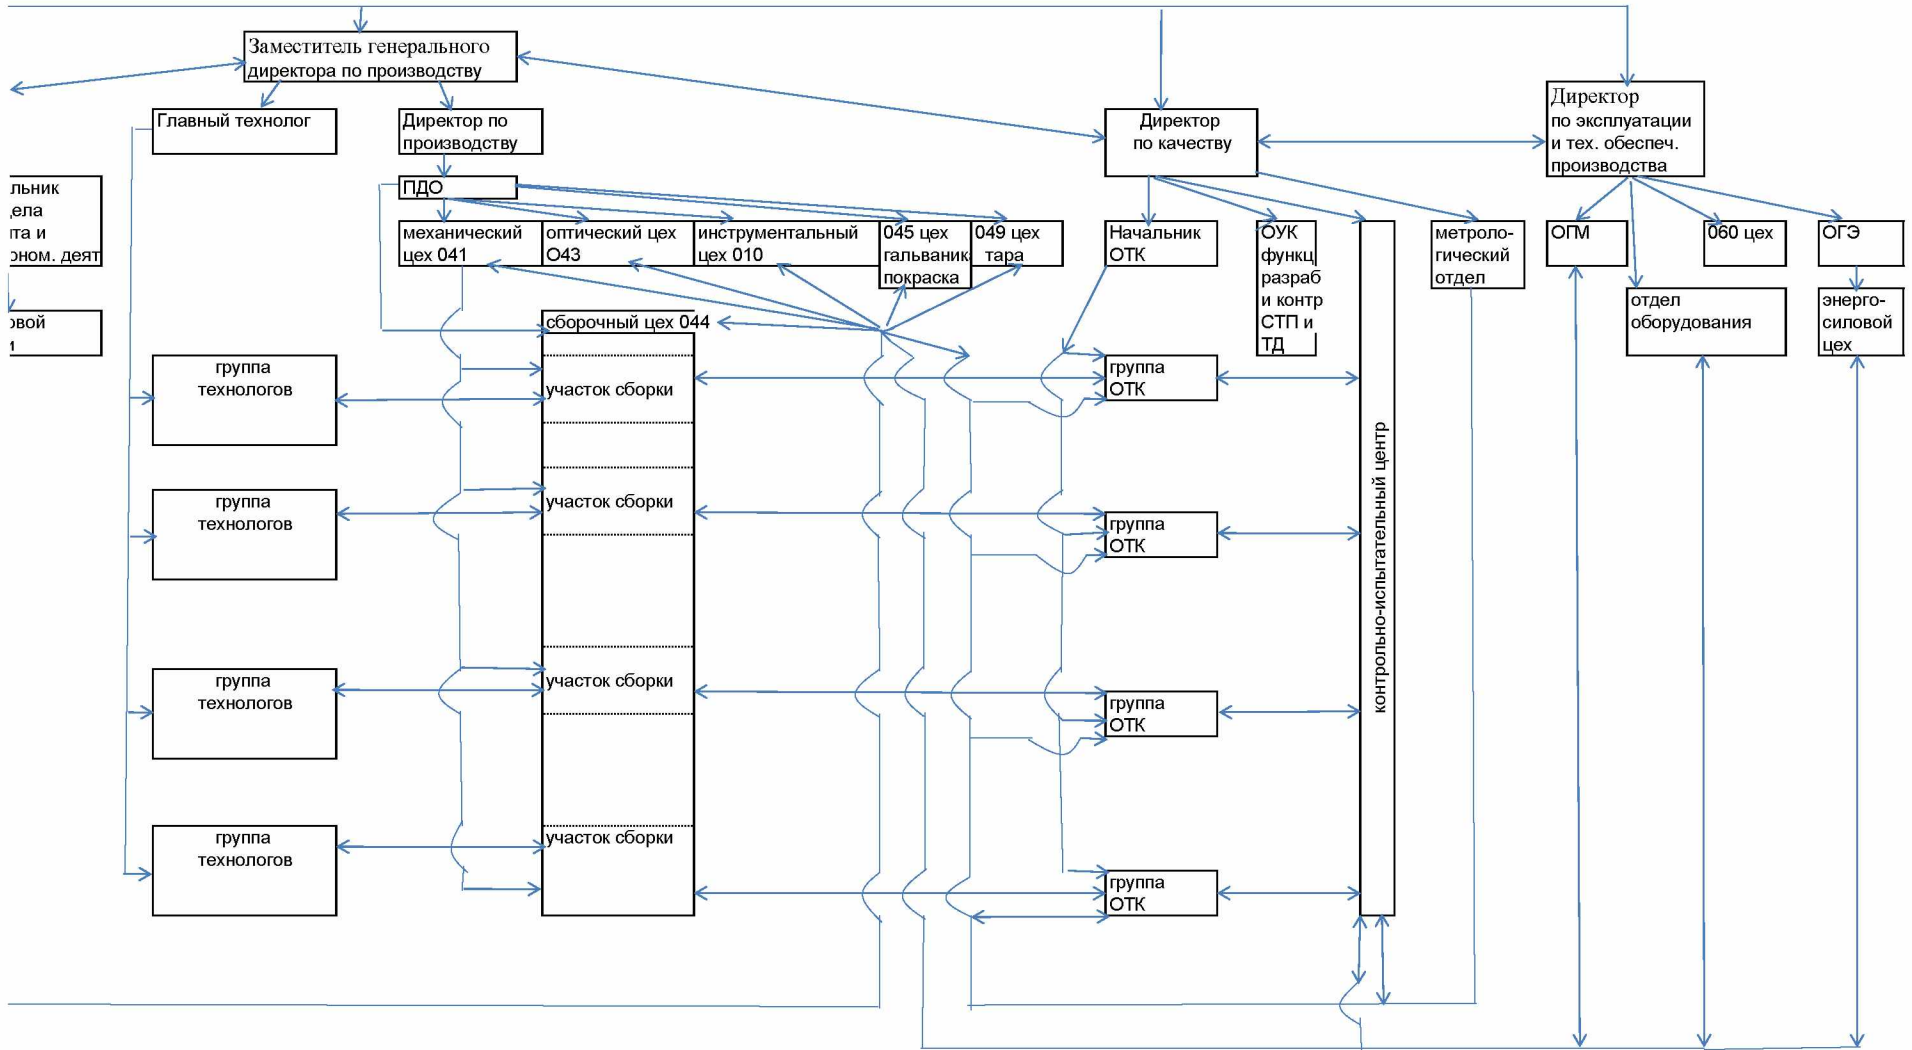 Заместитель генерального
директора по производству
Главный технолог
Директор по
производству
Директор
по качеству
Директор
по эксплуатации
и тех. обеспеч.
производства
льник
дела
та и
оном. деят
ПДО
механический
цех 041
оптический цех
О43
инструментальный
цех 010
045 цех
гальваника
покраска
049 цех
тара
Начальник
ОТК
ОУК
функц
разраб
и контр
СТП и
ТД
метроло-
гический
отдел
ОГМ
060 цех
ОГЭ
отдел
оборудования
энерго-
силовой
цех
овой
и
сборочный цех 044
группа
технологов
участок сборки
группа
ОТК
контрольно-испытательный центр
группа
технологов
участок сборки
группа
ОТК
группа
технологов
участок сборки
группа
ОТК
группа
технологов
участок сборки
группа
ОТК